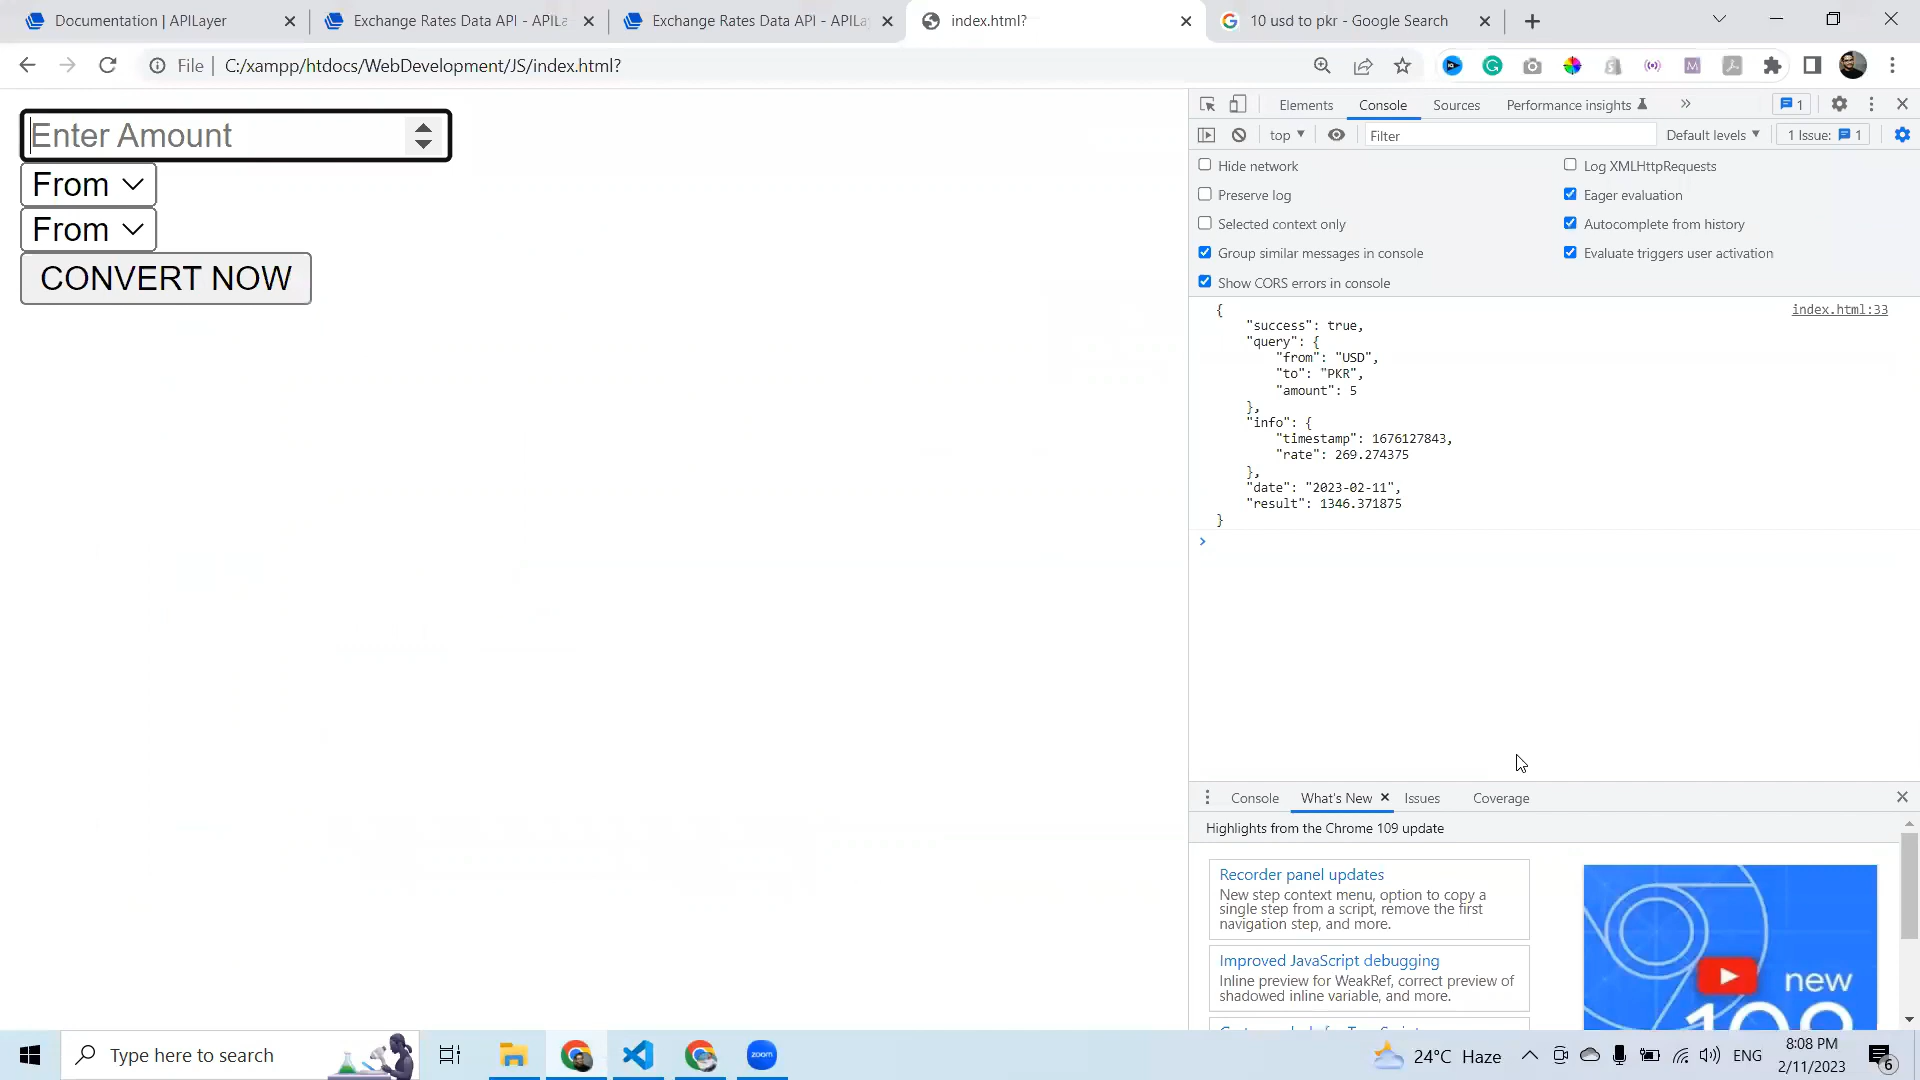 Documentation | APILayer
Exchange Rates Data API - APILa
Exchange Rates Data API - APILa
index.html?
10 usd to pkr - Google Search
File
C:/xampp/htdocs/WebDevelopment/JS/index.html?
Enter Amount
From
From
CONVERT NOW
Elements
Console
Sources
Performance insights
1
top
Filter
Default levels
1 Issue:
1
Hide network
Log XMLHttpRequests
Preserve log
Eager evaluation
Selected context only
Autocomplete from history
Group similar messages in console
Evaluate triggers user activation
Show CORS errors in console
index.html:33
{
"success": true,
"query": {
"from": "USD",
"to": "PKR",
"amount": 5
},
"info": {
"timestamp": 1676127843,
"rate": 269.274375
},
"date": "2023-02-11",
"result": 1346.371875
}
Console
What's New
Issues
Coverage
Highlights from the Chrome 109 update
Recorder panel updates
New step context menu, option to copy a
single step from a script, remove the first
navigation step, and more.
Improved JavaScript debugging
Inline preview for WeakRef, correct preview of
shadowed inline variable, and more.
new
109
Type here to search
zoom
24°C Haze
ENG
8:08 PM
2/11/2023
6